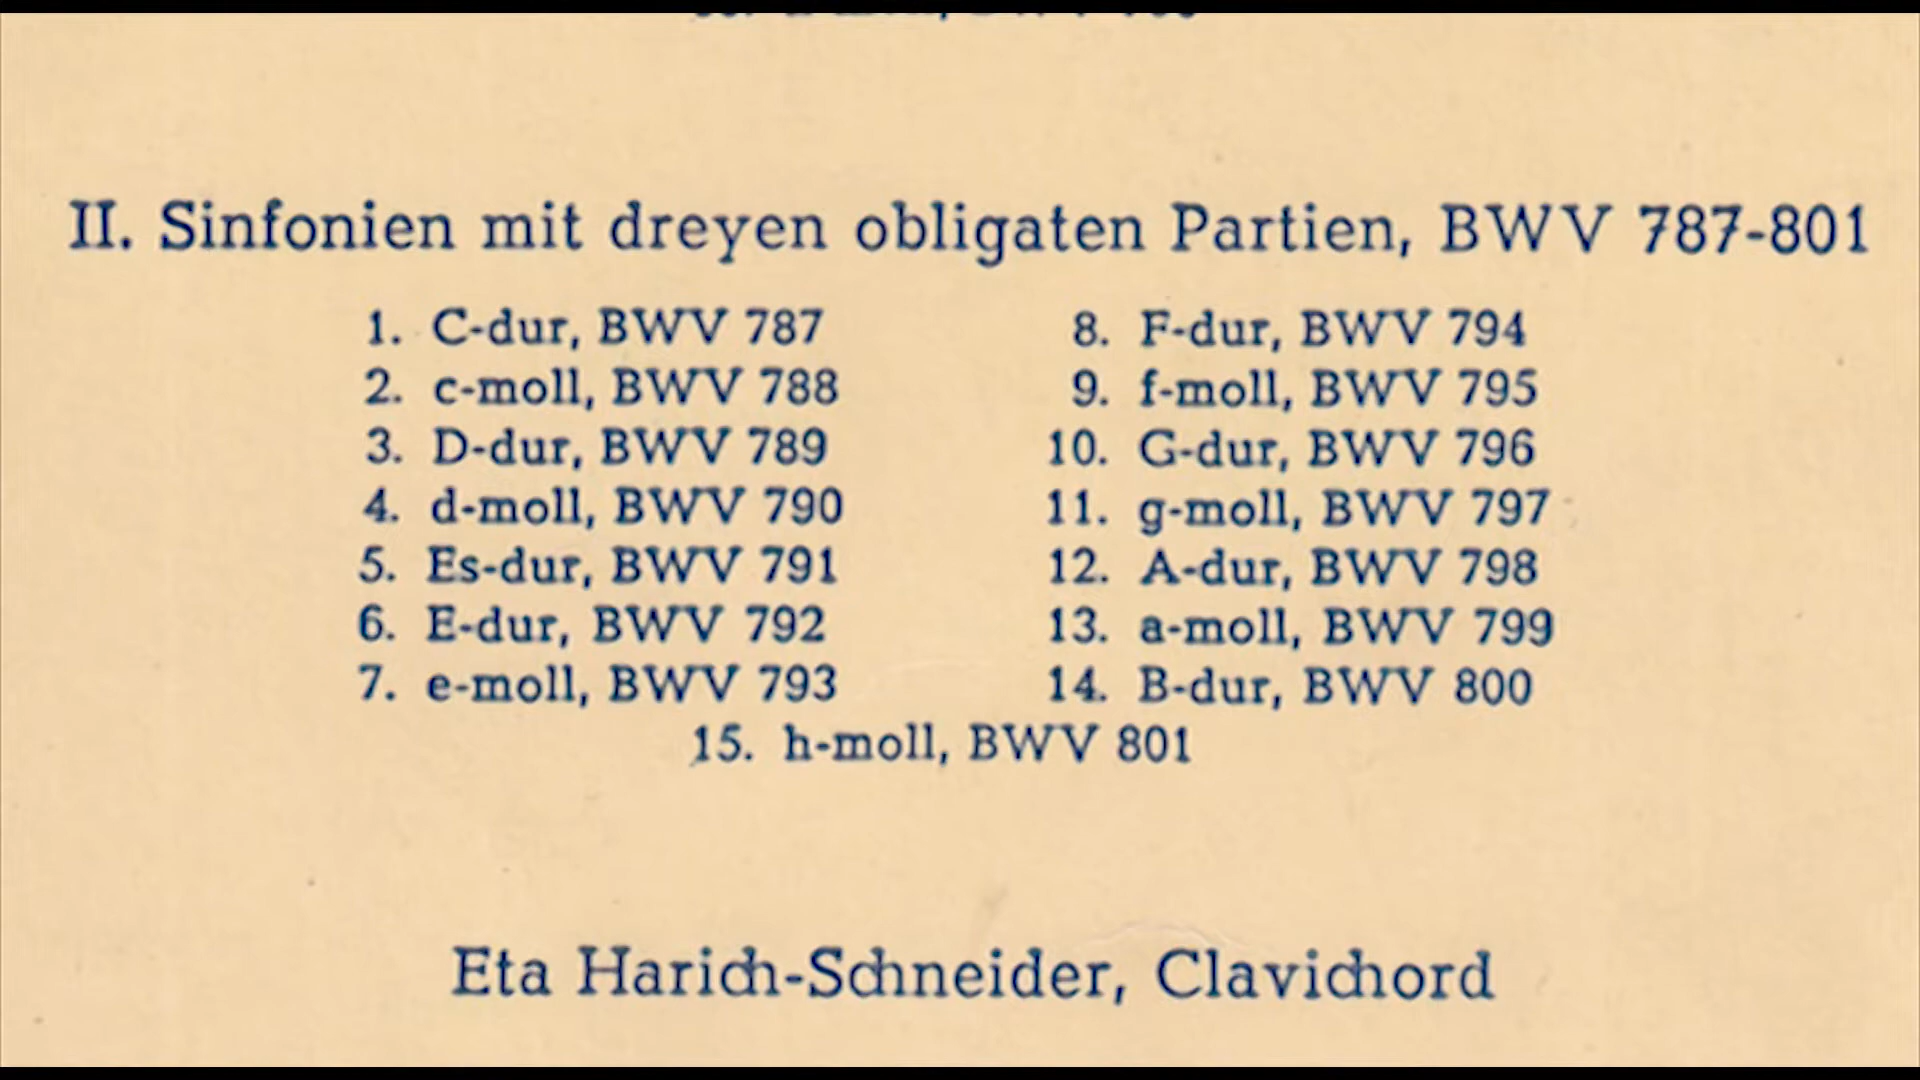 II. Sinfonien mit dreyen obligaten Partien, BWV 787-801
1. C-dur, BWV 787
2. c-moll, BWV 788
3. D-dur, BWV 789
4. d-moll, BWV 790
5. Es-dur, BWV 791
6. E-dur, BWV 792
7. e-moll, BWV 793
8. F-dur, BWV 794
9. f-moll, BWV 795
10. G-dur, BWV 796
11. g-moll, BWV 797
12. A-dur, BWV 798
13. a-moll, BWV 799
14. B-dur, BWV 800
15. h-moll, BWV 801
Eta Harich-Schneider, Clavichord